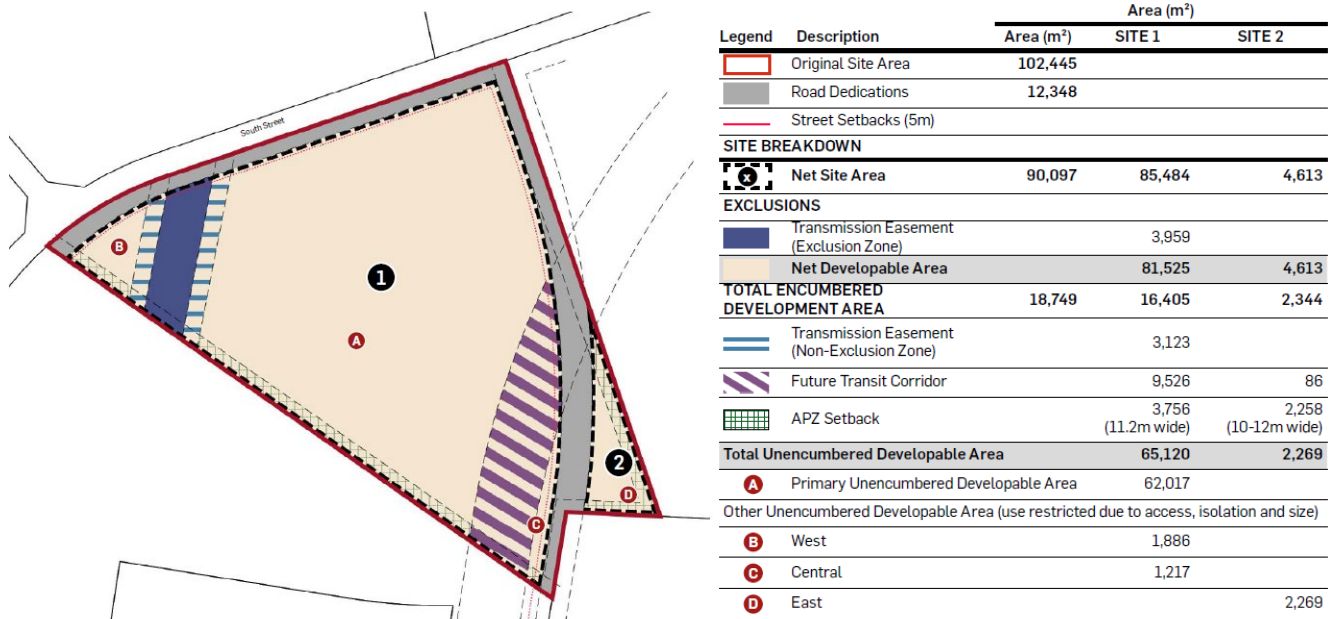 South Street
B
1
A
2
D
C
Area (m²)
Legend Description Area (m²) SITE 1 SITE 2
Original Site Area 102,445
Road Dedications 12,348
Street Setbacks (5m)
SITE BREAKDOWN
x Net Site Area 90,097 85,484 4,613
EXCLUSIONS
Transmission Easement
(Exclusion Zone) 3,959
Net Developable Area 81,525 4,613
TOTAL ENCUMBERED
DEVELOPMENT AREA 18,749 16,405 2,344
Transmission Easement
(Non-Exclusion Zone) 3,123
Future Transit Corridor 9,526 86
APZ Setback 3,756 2,258
(11.2m wide) (10-12m wide)
Total Unencumbered Developable Area 65,120 2,269
A Primary Unencumbered Developable Area 62,017
Other Unencumbered Developable Area (use restricted due to access, isolation and size)
B West 1,886
C Central 1,217
D East 2,269